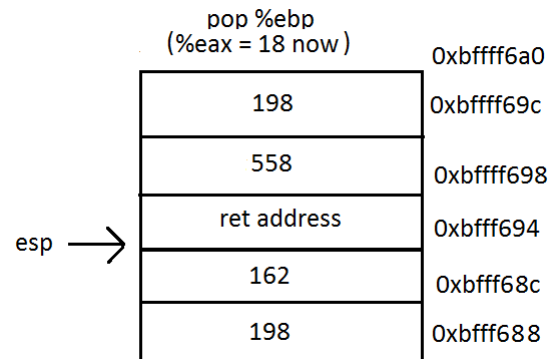 pop %ebp
(%eax = 18 now)
0xbffff6a0
198
0xbffff69c
558
0xbffff698
ret address
0xbfff694
esp
162
0xbfff68c
198
0xbfff688